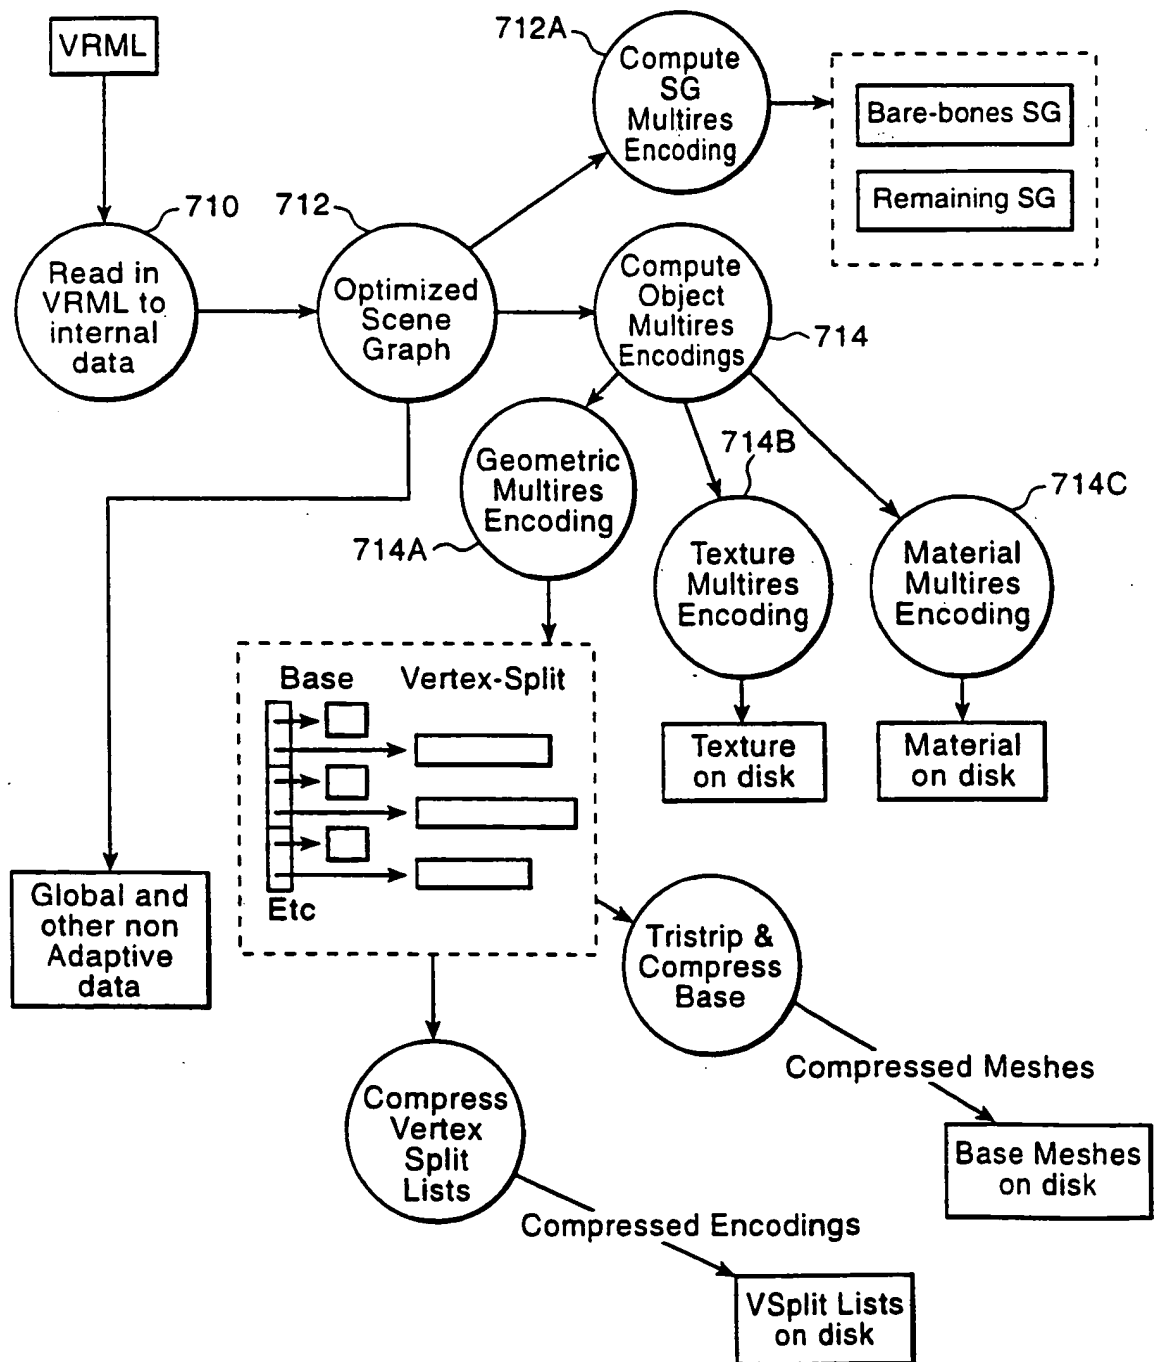 VRML
712A
Compute
SG
Multires
Encoding
Bare-bones SG
Remaining SG
710
712
Read in
VRML to
internal
data
Optimized
Scene
Graph
Compute
Object
Multires
Encodings
714
Geometric
Multires
Encoding
714A
714B
Texture
Multires
Encoding
714C
Material
Multires
Encoding
Base
Vertex-Split
Etc
Texture
on disk
Material
on disk
Global and
other non
Adaptive
data
Tristrip &
Compress
Base
Compressed Meshes
Base Meshes
on disk
Compress
Vertex
Split
Lists
Compressed Encodings
VSplit Lists
on disk